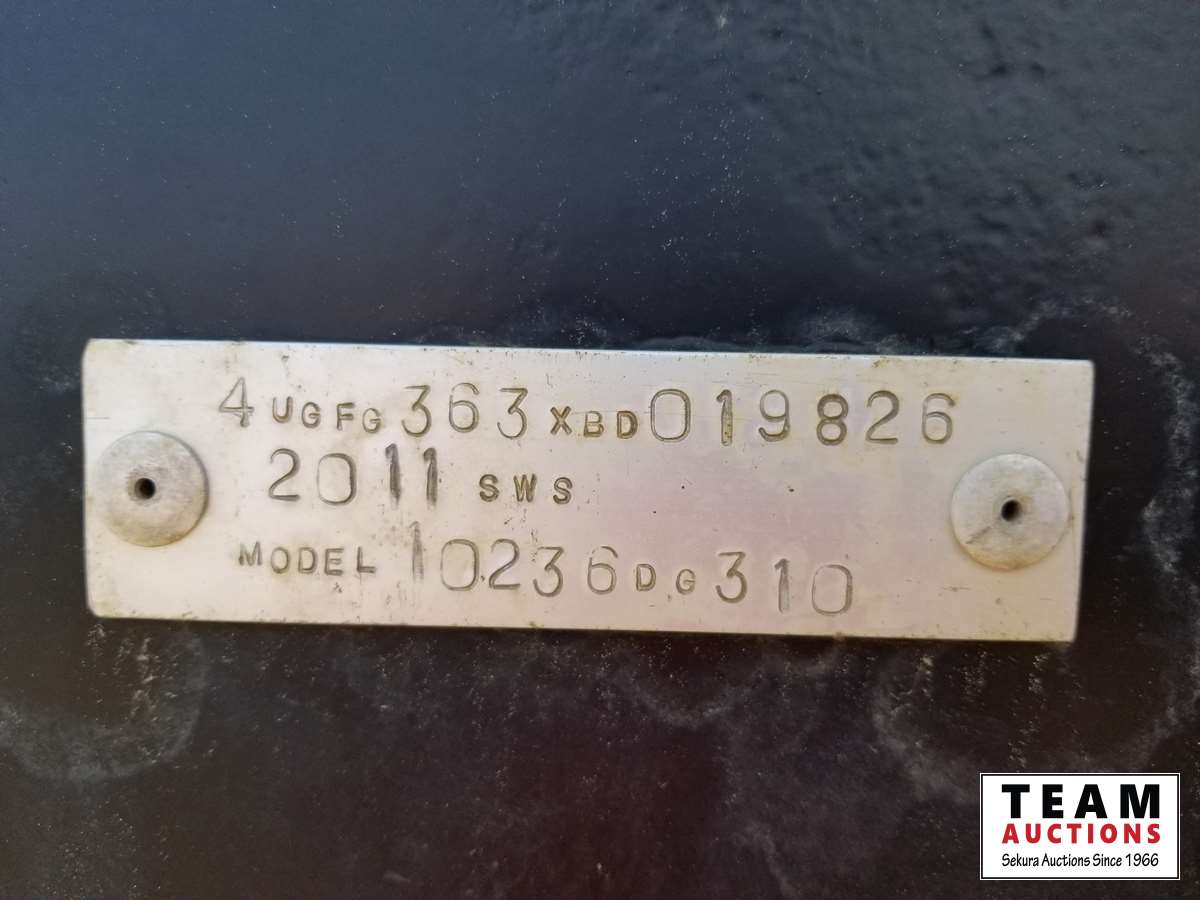 4UGFG363XBD019826
2011 SWS
MODEL 10236DG310
TEAM
AUCTIONS
Sekura Auctions Since 1966